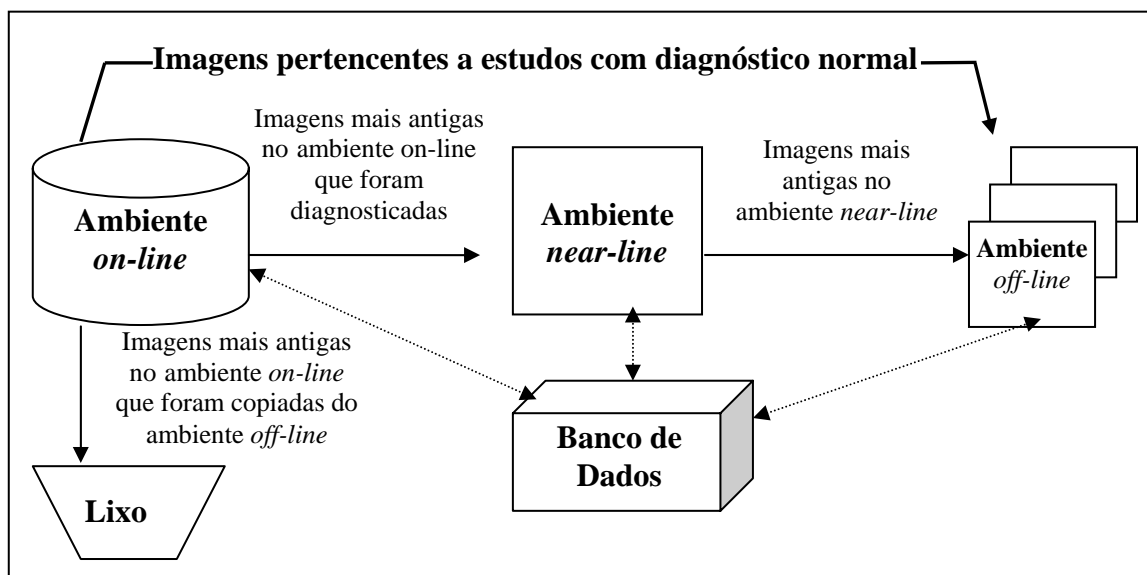 Imagens pertencentes a estudos com diagnóstico normal
Imagens mais antigas
no ambiente on-line
que foram
diagnosticadas
Imagens mais
antigas no
ambiente near-line
Ambiente
on-line
Ambiente
near-line
Ambiente
off-line
Imagens mais antigas
no ambiente on-line
que foram copiadas do
ambiente off-line
Banco de
Dados
Lixo